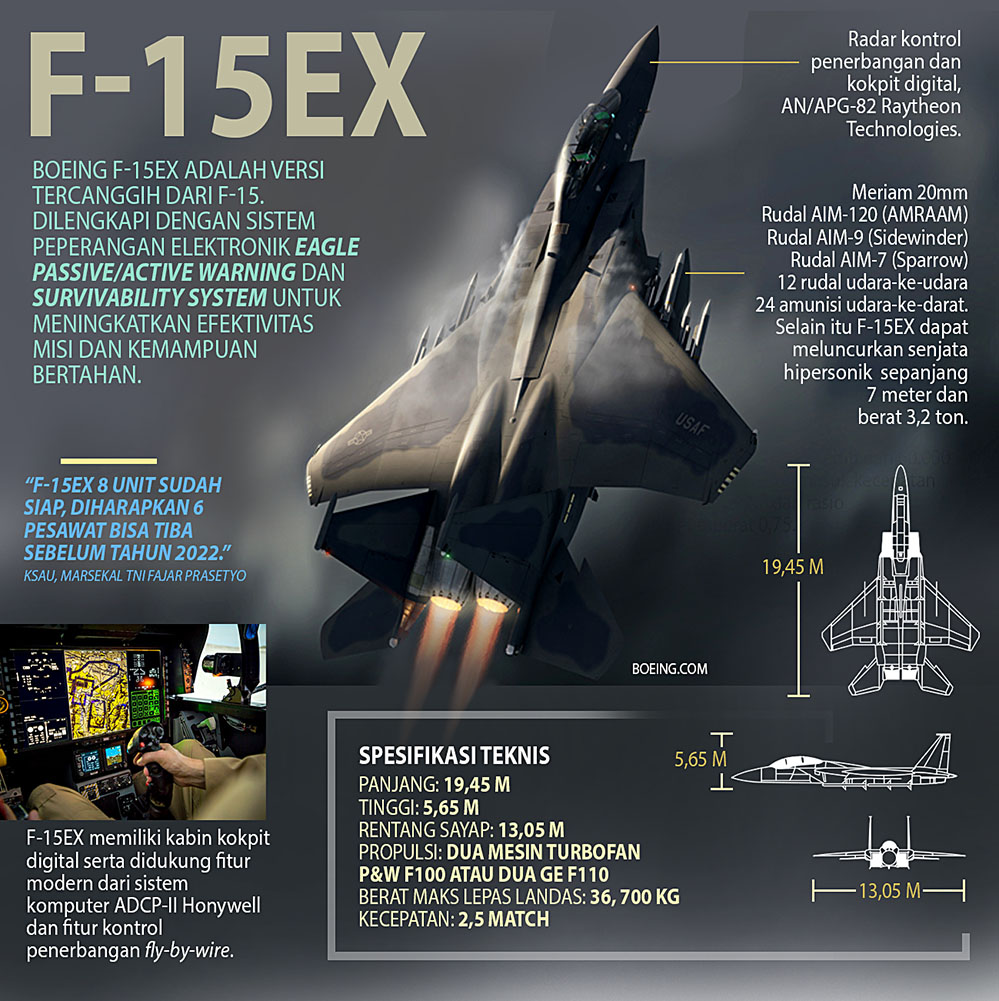 F-15EX
BOEING F-15EX ADALAH VERSI
TERCANGGIH DARI F-15.
DILENGKAPI DENGAN SISTEM
PEPERANGAN ELEKTRONIK EAGLE
PASSIVE/ACTIVE WARNING DAN
SURVIVABILITY SYSTEM UNTUK
MENINGKATKAN EFEKTIVITAS
MISI DAN KEMAMPUAN
BERTAHAN.
Radar kontrol
penerbangan dan
kokpit digital,
AN/APG-82 Raytheon
Technologies.
Meriam 20mm
Rudal AIM-120 (AMRAAM)
Rudal AIM-9 (Sidewinder)
Rudal AIM-7 (Sparrow)
12 rudal udara-ke-udara
24 amunisi udara-ke-darat.
Selain itu F-15EX dapat
meluncurkan senjata
hipersonik sepanjang
7 meter dan
berat 3,2 ton.
USAF
"F-15EX 8 UNIT SUDAH
SIAP, DIHARAPKAN 6
PESAWAT BISA TIBA
SEBELUM TAHUN 2022."
KSAU, MARSEKAL TNI FAJAR PRASETYO
19,45 M
BOEING.COM
F-15EX memiliki kabin kokpit
digital serta didukung fitur
modern dari sistem
komputer ADCP-II Honywell
dan fitur kontrol
penerbangan fly-by-wire.
SPESIFIKASI TEKNIS
PANJANG: 19,45 M
TINGGI: 5,65 M
RENTANG SAYAP: 13,05 M
PROPULSI: DUA MESIN TURBOFAN
P&W F100 ATAU DUA GE F110
BERAT MAKS LEPAS LANDAS: 36, 700 KG
KECEPATAN: 2,5 MATCH
5,65 M
13,05 M